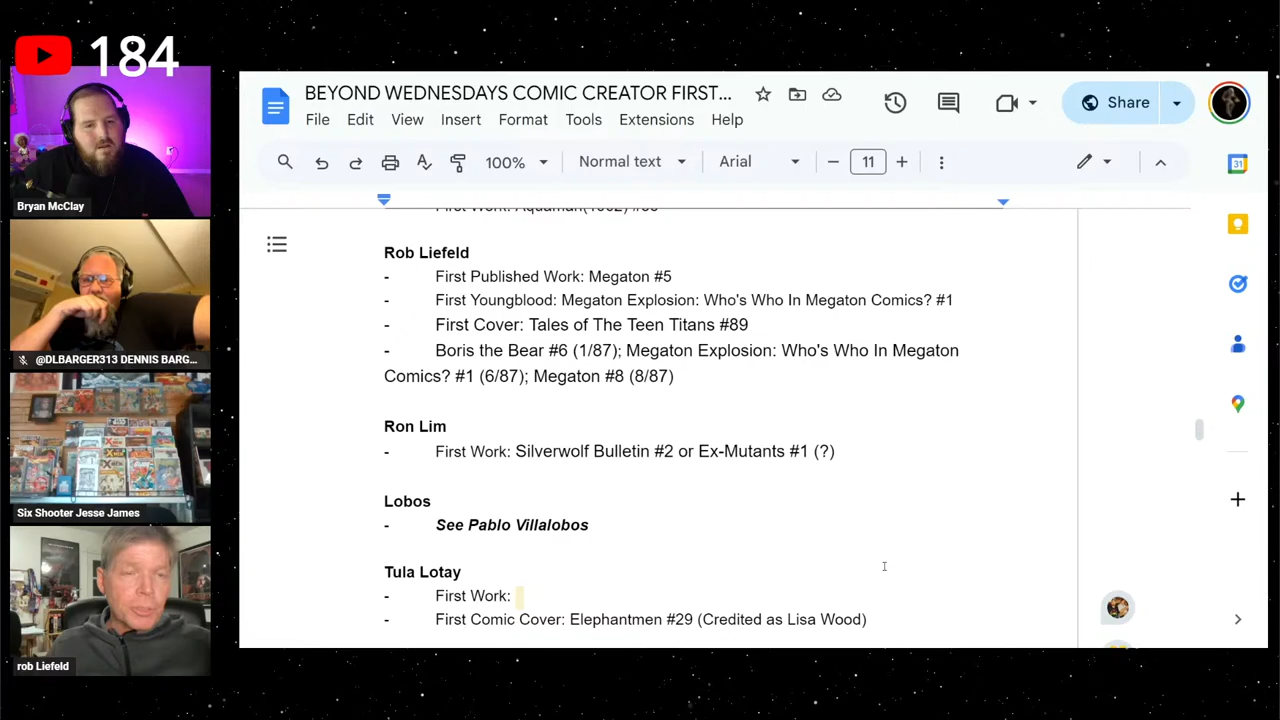 184
Bryan McClay
@DLBARGER313 DENNIS BARG...
Six Shooter Jesse James
rob Liefeld
BEYOND WEDNESDAYS COMIC CREATOR FIRST...
File Edit View Insert Format Tools Extensions Help
Share
100% Normal text Arial 11
31
Rob Liefeld
- First Published Work: Megaton #5
- First Youngblood: Megaton Explosion: Who's Who In Megaton Comics? #1
- First Cover: Tales of The Teen Titans #89
- Boris the Bear #6 (1/87); Megaton Explosion: Who's Who In Megaton
Comics? #1 (6/87); Megaton #8 (8/87)
Ron Lim
- First Work: Silverwolf Bulletin #2 or Ex-Mutants #1 (?)
Lobos
- See Pablo Villalobos
Tula Lotay
- First Work:
- First Comic Cover: Elephantmen #29 (Credited as Lisa Wood)